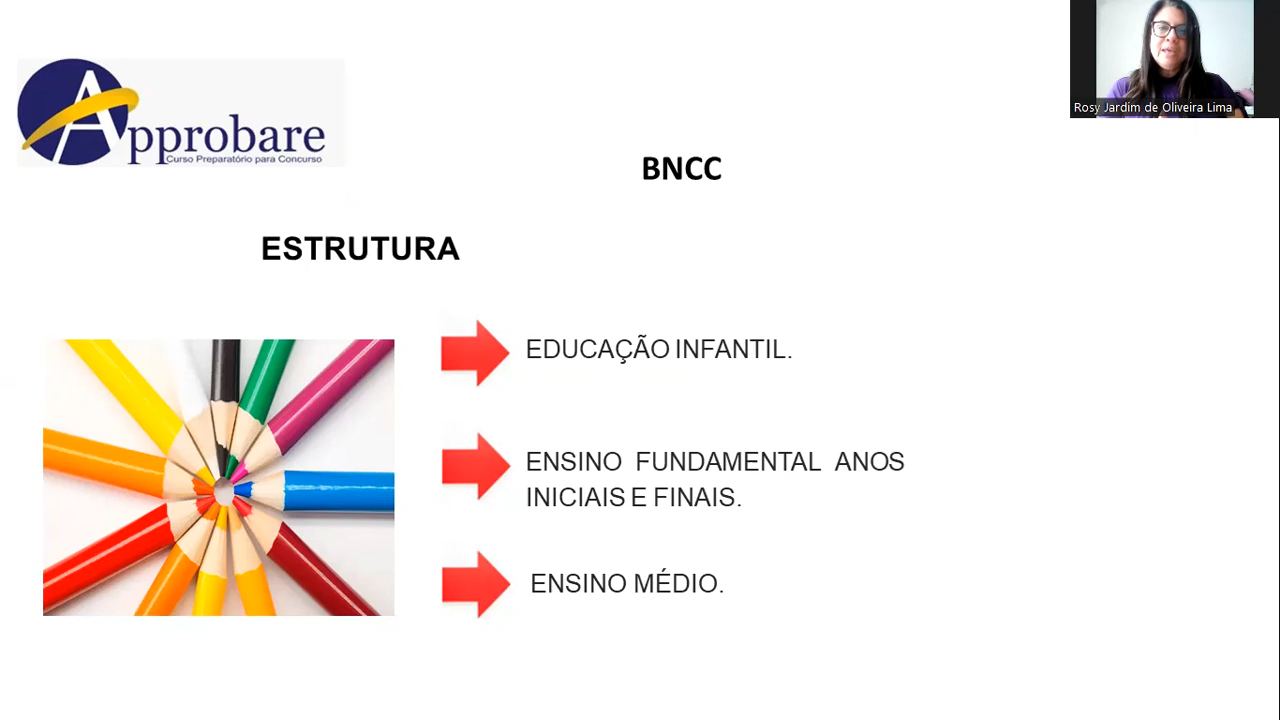 Rosy Jardim de Oliveira Lima
Approbare
Curso Preparatório para Concurso
BNCC
ESTRUTURA
EDUCAÇÃO INFANTIL.
ENSINO FUNDAMENTAL ANOS
INICIAIS E FINAIS.
ENSINO MÉDIO.